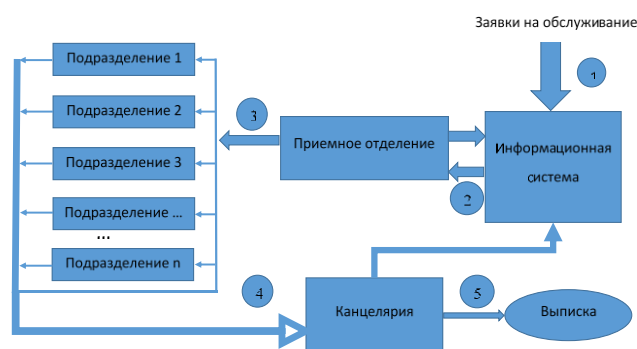 Заявки на обслуживание
1
Подразделение 1
Подразделение 2
3
Приемное отделение
Информационная
система
Подразделение 3
2
Подразделение ...
...
Подразделение n
4
Канцелярия
5
Выписка